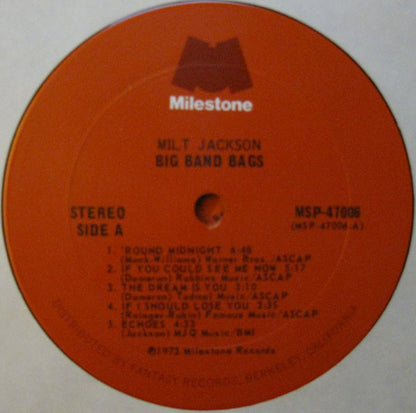 Milestone
MILT JACKSON
BIG BAND BAGS
STEREO
SIDE A
MSP-47006
(MSP-47006-A)
1. 'ROUND MIDNIGHT 6:48
(Monk-Williams) Warner Bros./ASCAP
2. IF YOU COULD SEE ME NOW 5:17
(Dameron) Robbins Music/ASCAP
3. THE DREAM IS YOU 3:10
(Dameron) Tadmal Music/ASCAP
4. IF I SHOULD LOSE YOU 3:35
(Rainger-Robin) Famous Music/ASCAP
5. ECHOES 4:33
(Jackson) MJQ Music/BMI
©1973 Milestone Records
DISTRIBUTED BY FANTASY RECORDS, BERKELEY, CALIFORNIA